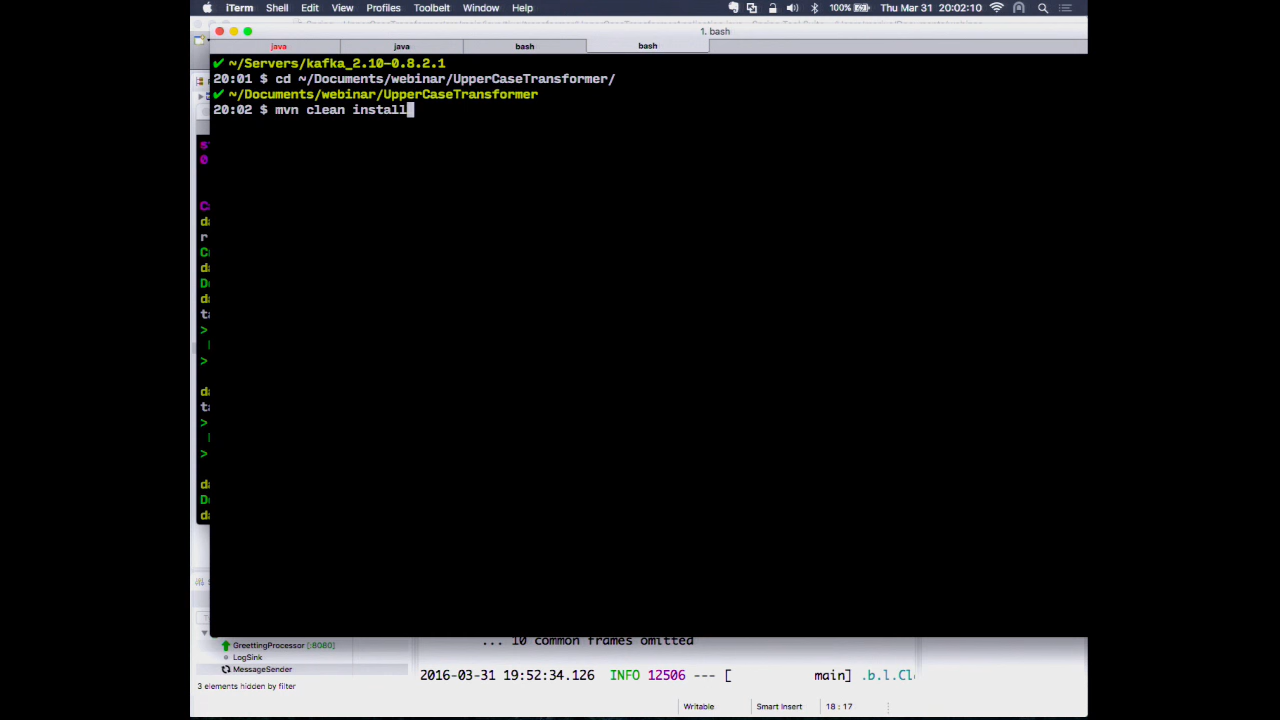 iTerm Shell Edit View Profiles Toolbelt Window Help 100% Thu Mar 31 20:02:10
1. bash
java java bash bash
✔ ~/Servers/kafka_2.10-0.8.2.1
20:01 $ cd ~/Documents/webinar/UpperCaseTransformer/
✔ ~/Documents/webinar/UpperCaseTransformer
20:02 $ mvn clean install
... 10 common frames omitted
GreettingProcessor [:8080]
LogSink
MessageSender
2016-03-31 19:52:34.126 INFO 12506 --- [ main] .b.l.Cl
3 elements hidden by filter
Writable Smart Insert 18 : 17